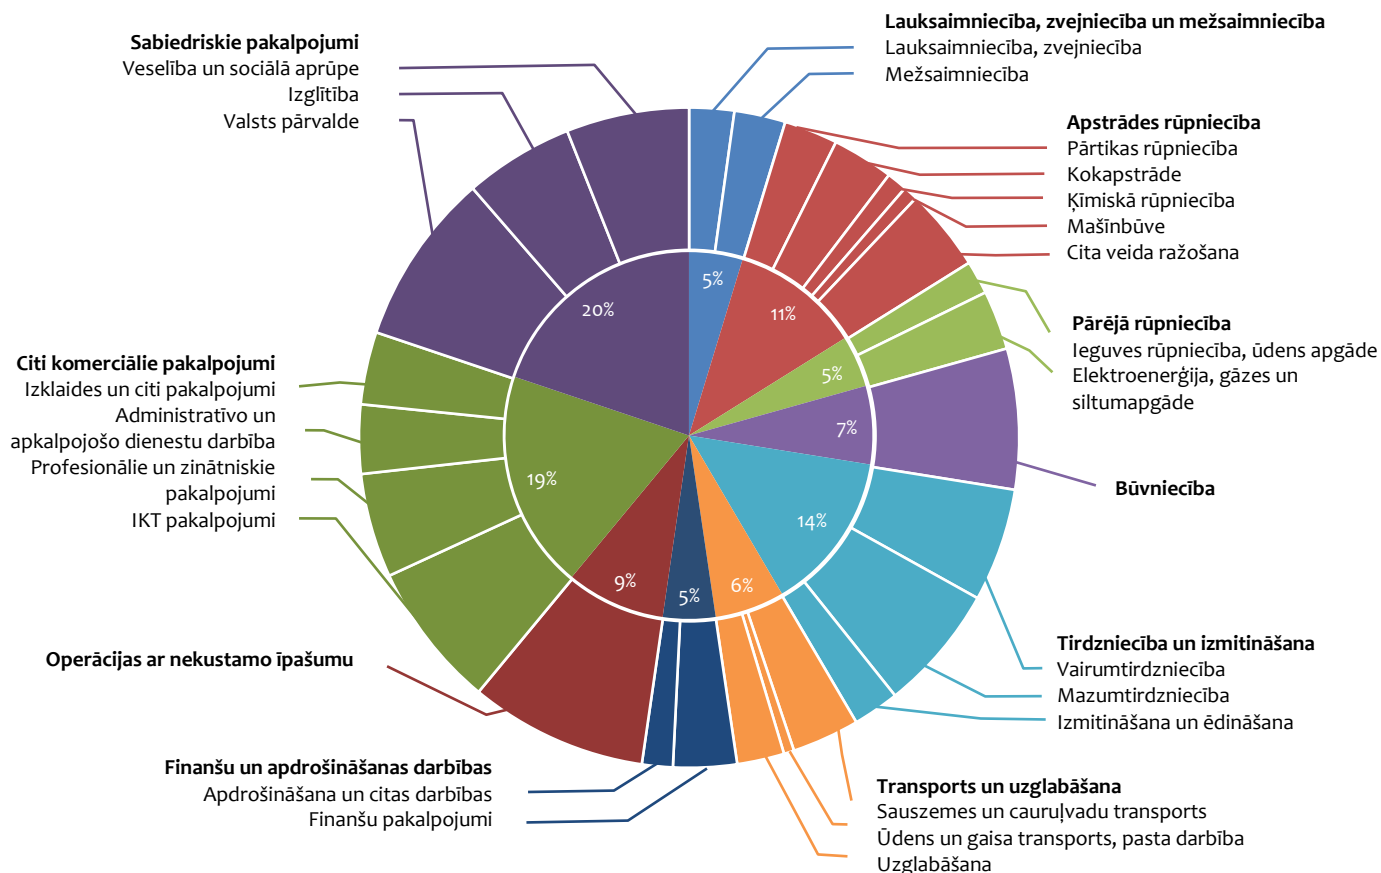 Lauksaimniecība, zvejniecība un mežsaimniecība
Lauksaimniecība, zvejniecība
Mežsaimniecība
Sabiedriskie pakalpojumi
Veselība un sociālā aprūpe
Izglītība
Valsts pārvalde
Apstrādes rūpniecība
Pārtikas rūpniecība
Kokapstrāde
Ķīmiskā rūpniecība
Mašīnbūve
Cita veida ražošana
5%
20%
11%
Pārējā rūpniecība
Ieguves rūpniecība, ūdens apgāde
Elektroenerģija, gāzes un
siltumapgāde
Citi komerciālie pakalpojumi
Izklaides un citi pakalpojumi
Administratīvo un
apkalpojošo dienestu darbība
Profesionālie un zinātniskie
pakalpojumi
IKT pakalpojumi
5%
7%
19%
14%
Būvniecība
9%
5%
6%
Operācijas ar nekustamo īpašumu
Tirdzniecība un izmitināšana
Vairumtirdzniecība
Mazumtirdzniecība
Izmitināšana un ēdināšana
Finanšu un apdrošināšanas darbības
Apdrošināšana un citas darbības
Finanšu pakalpojumi
Transports un uzglabāšana
Sauszemes un cauruļvadu transports
Ūdens un gaisa transports, pasta darbība
Uzglabāšana